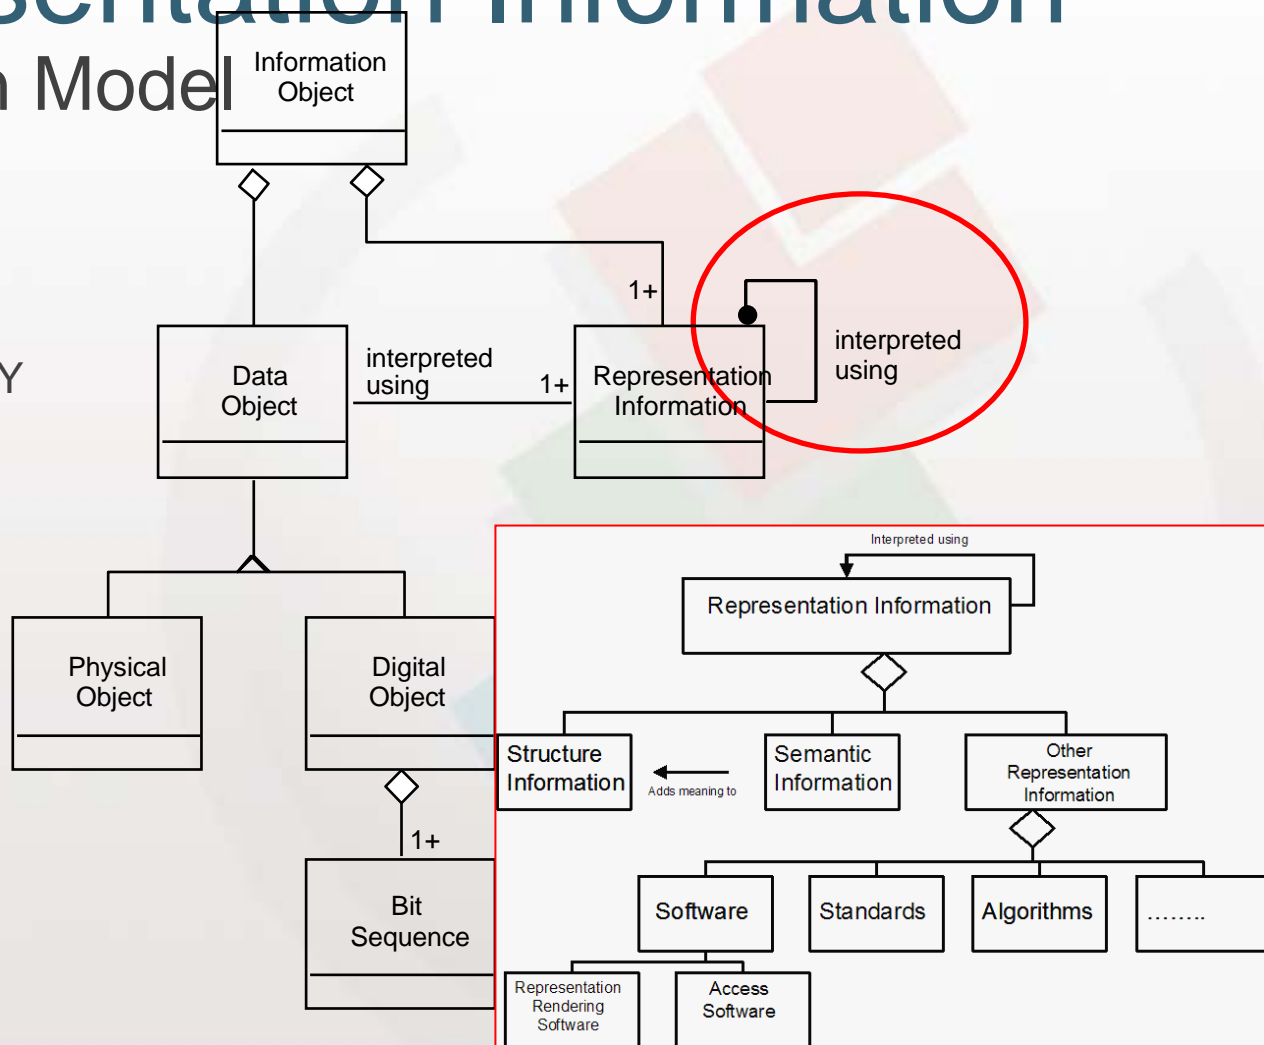 sentation Information
n Model
Information
Object
1+
interpreted
using
Y
Data
Object
interpreted
using
1+
Representation
Information
Physical
Object
Digital
Object
1+
Bit
Sequence
Interpreted using
Representation Information
Structure
Information
Adds meaning to
Semantic
Information
Other
Representation
Information
Software
Standards
Algorithms
........
Representation
Rendering
Software
Access
Software